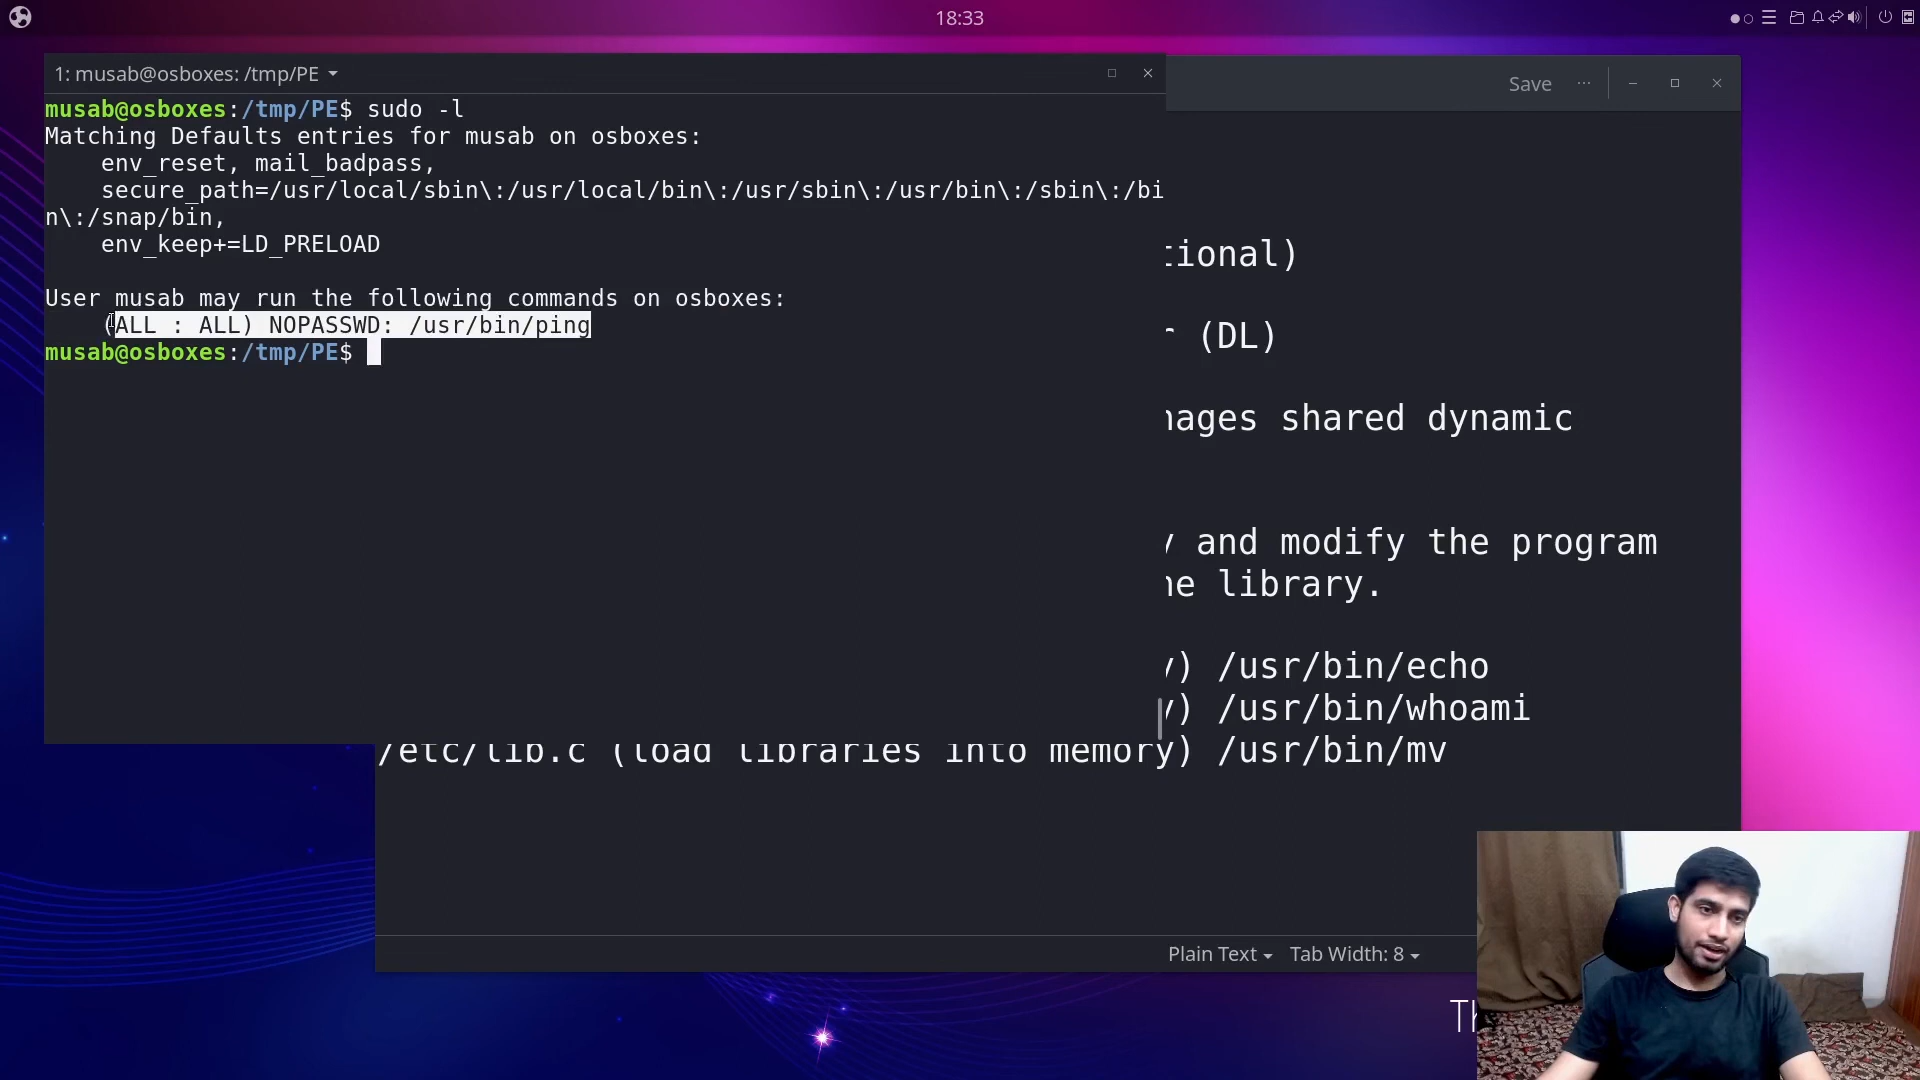 18:33
1: musab@osboxes: /tmp/PE
musab@osboxes:/tmp/PE$ sudo -l
Matching Defaults entries for musab on osboxes:
env_reset, mail_badpass,
secure_path=/usr/local/sbin\:/usr/local/bin\:/usr/sbin\:/usr/bin\:/sbin\:/bi
n\:/snap/bin,
env_keep+=LD_PRELOAD
User musab may run the following commands on osboxes:
(ALL : ALL) NOPASSWD: /usr/bin/ping
musab@osboxes:/tmp/PE$
Save
tional)
(DL)
nages shared dynamic
y and modify the program
he library.
y) /usr/bin/echo
y) /usr/bin/whoami
/etc/lib.c (load libraries into memory) /usr/bin/mv
Plain Text
Tab Width: 8